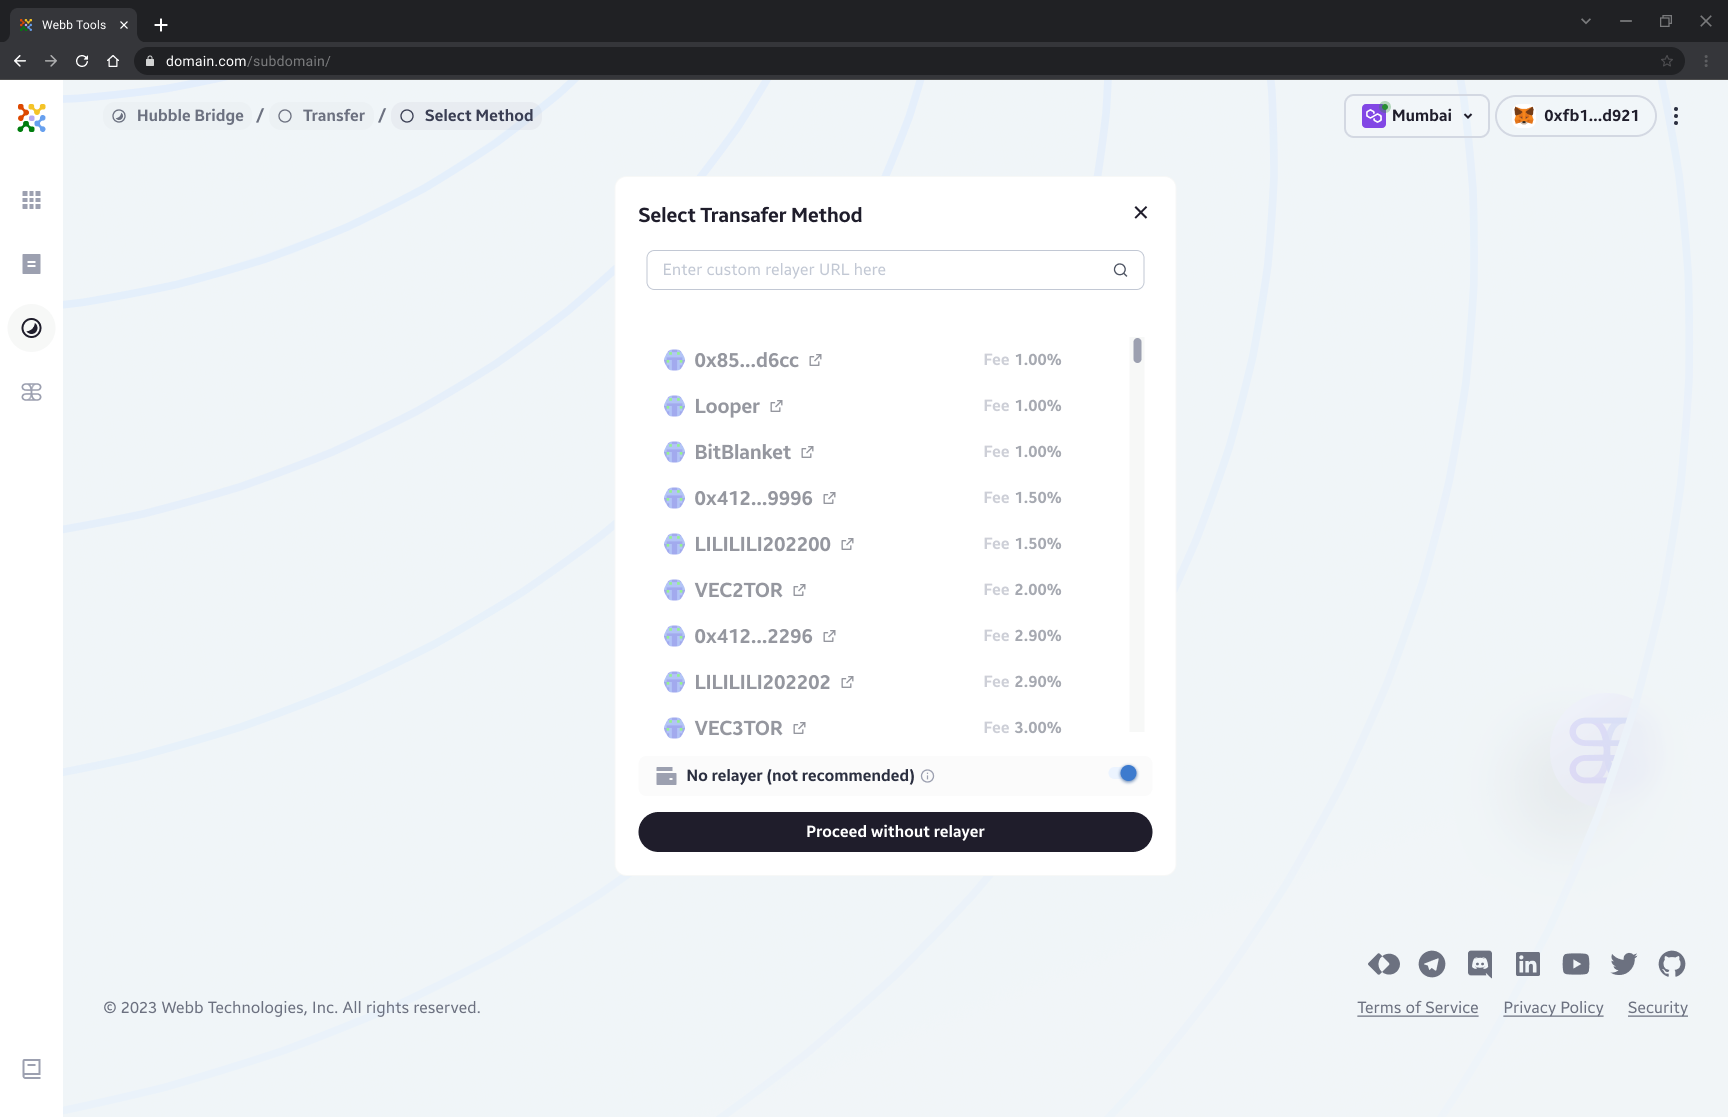 Webb Tools
domain.com/subdomain/
Hubble Bridge / Transfer / Select Method
Mumbai
0xfb1...d921
Select Transafer Method
Enter custom relayer URL here
0x85...d6cc Fee 1.00%
Looper Fee 1.00%
BitBlanket Fee 1.00%
0x412...9996 Fee 1.50%
LILILILI202200 Fee 1.50%
VEC2TOR Fee 2.00%
0x412...2296 Fee 2.90%
LILILILI202202 Fee 2.90%
VEC3TOR Fee 3.00%
No relayer (not recommended)
Proceed without relayer
© 2023 Webb Technologies, Inc. All rights reserved.
Terms of Service Privacy Policy Security